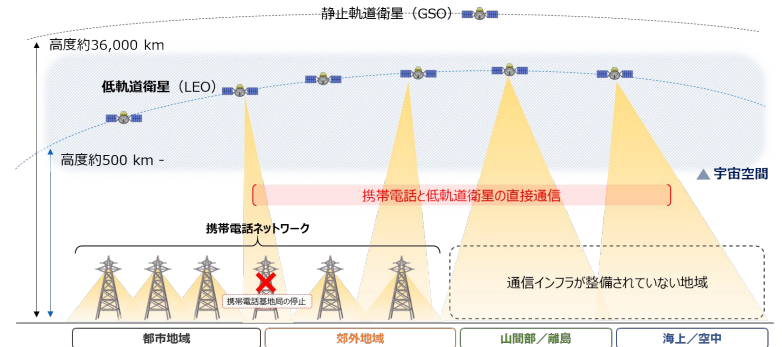 静止軌道衛星（GSO）
高度約36,000 km
低軌道衛星（LEO）
高度約500 km -
▲ 宇宙空間
携帯電話と低軌道衛星の直接通信
携帯電話ネットワーク
通信インフラが整備されていない地域
携帯電話基地局の停止
都市地域
郊外地域
山間部／離島
海上／空中